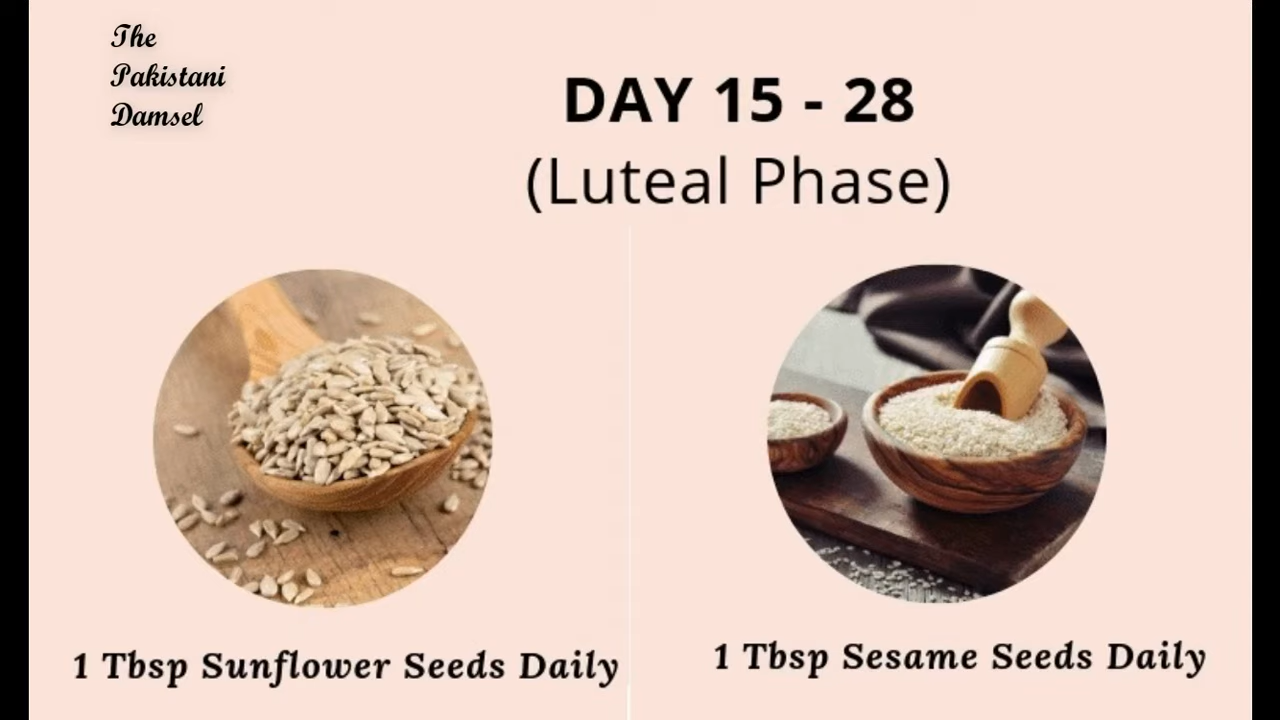 The
Pakistani
Damsel
DAY 15 - 28
(Luteal Phase)
1 Tbsp Sunflower Seeds Daily
1 Tbsp Sesame Seeds Daily